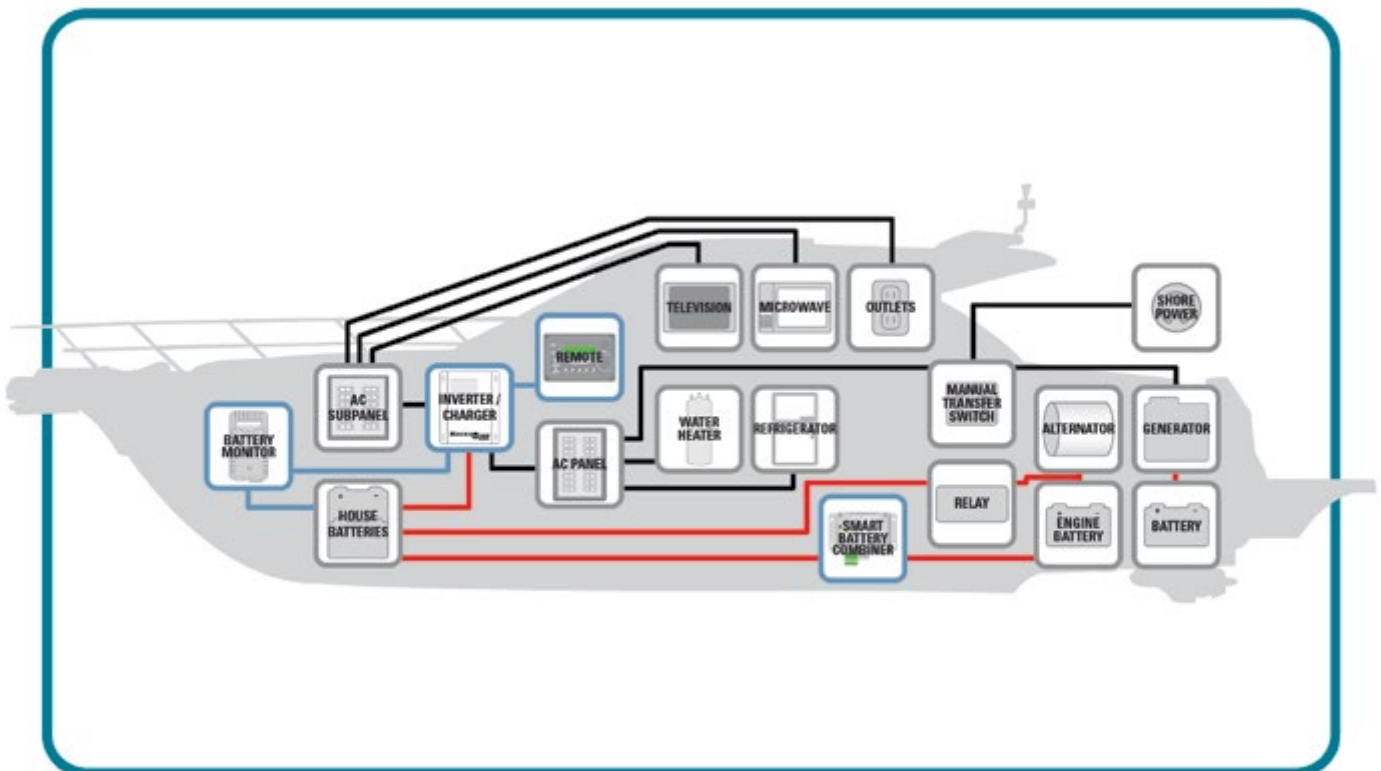 TELEVISION
MICROWAVE
OUTLETS
SHORE
POWER
REMOTE
AC
SUBPANEL
INVERTER /
CHARGER
MANUAL
TRANSFER
SWITCH
BATTERY
MONITOR
WATER
HEATER
REFRIGERATOR
ALTERNATOR
GENERATOR
AC PANEL
HOUSE
BATTERIES
RELAY
SMART
BATTERY
COMBINER
ENGINE
BATTERY
BATTERY